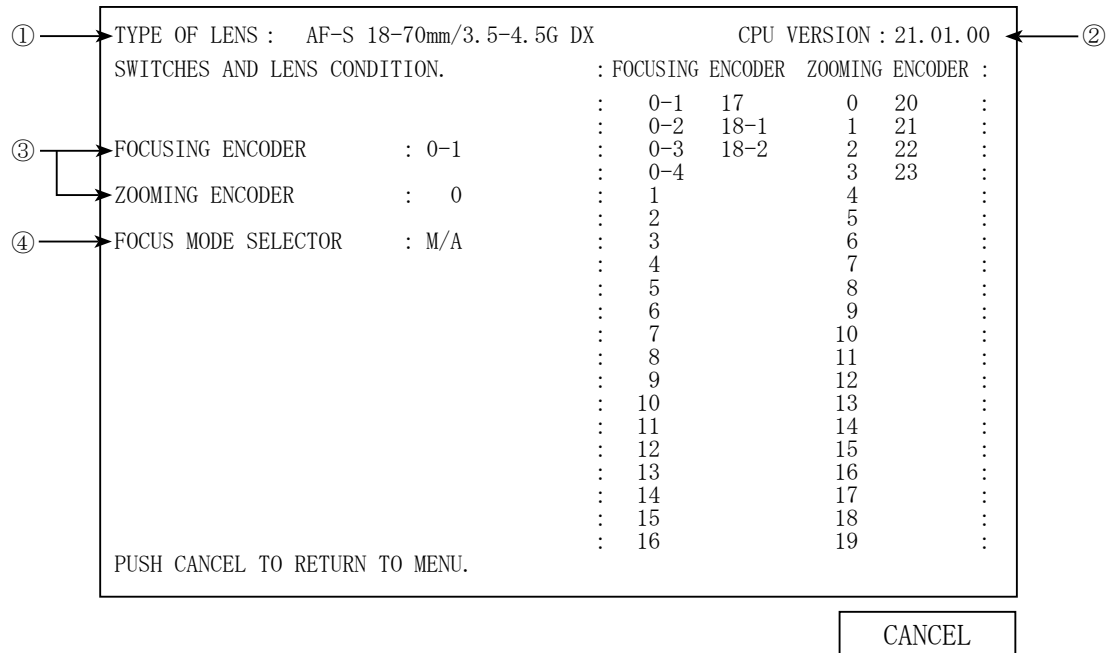 ① TYPE OF LENS : AF-S 18-70mm/3.5-4.5G DX CPU VERSION : 21.01.00 ②
SWITCHES AND LENS CONDITION. : FOCUSING ENCODER ZOOMING ENCODER :
: 0-1 17 0 20 :
: 0-2 18-1 1 21 :
③ FOCUSING ENCODER : 0-1 : 0-3 18-2 2 22 :
: 0-4 3 23 :
ZOOMING ENCODER : 0 : 1 4 :
: 2 5 :
④ FOCUS MODE SELECTOR : M/A : 3 6 :
: 4 7 :
: 5 8 :
: 6 9 :
: 7 10 :
: 8 11 :
: 9 12 :
: 10 13 :
: 11 14 :
: 12 15 :
: 13 16 :
: 14 17 :
: 15 18 :
: 16 19 :
PUSH CANCEL TO RETURN TO MENU.
CANCEL